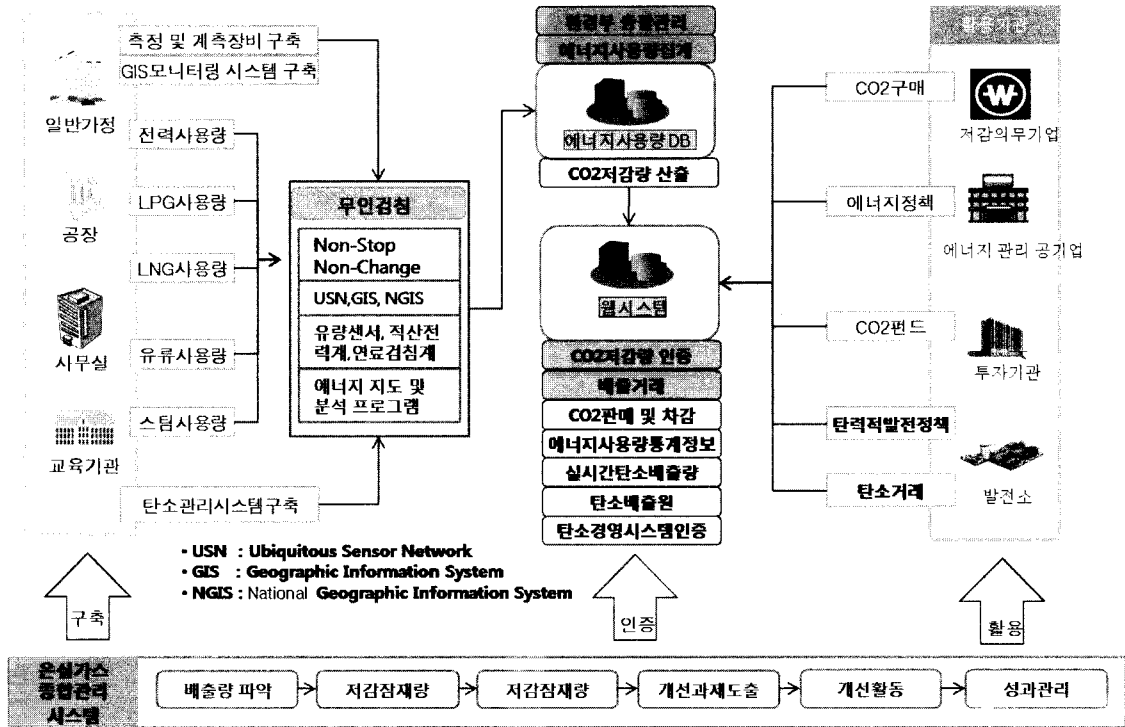 측정 및 계측장비 구축
GIS모니터링 시스템 구축
일반가정
공장
사무실
교육기관
전력사용량
LPG사용량
LNG사용량
유류사용량
스팀사용량
탄소관리시스템구축
무인검침
Non-Stop
Non-Change
USN,GIS, NGIS
유량센서, 적산전
력계,연료검침계
에너지 지도 및
분석 프로그램
환경부 총괄관리
에너지사용량집계
에너지사용량 DB
CO2저감량 산출
웹시스템
CO2저감량 인증
배출거래
CO2판매 및 차감
에너지사용량통계정보
실시간탄소배출량
탄소배출원
탄소경영시스템인증
CO2구매
에너지정책
CO2펀드
탄력적발전정책
탄소거래
활용기관
저감의무기업
에너지 관리 공기업
투자기관
발전소
• USN : Ubiquitous Sensor Network
• GIS : Geographic Information System
• NGIS : National Geographic Information System
구축
인증
활용
온실가스
종합관리
시스템
배출량 파악
저감잠재량
저감잠재량
개선과제도출
개선활동
성과관리